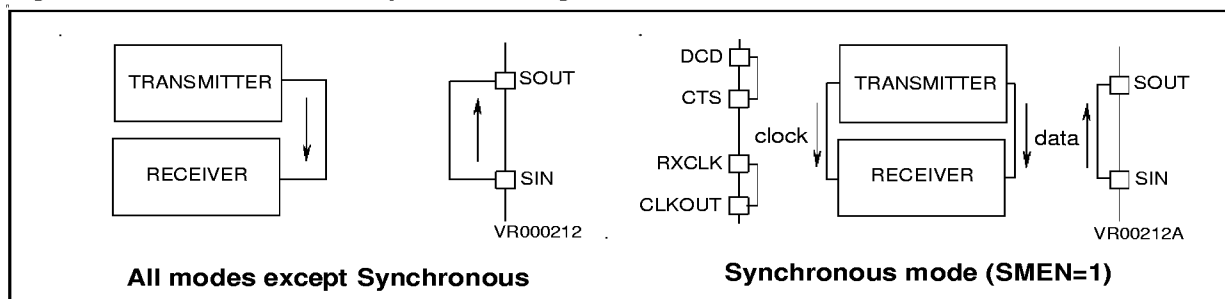 TRANSMITTER
RECEIVER
SOUT
SIN
VR000212
All modes except Synchronous
DCD
CTS
RXCLK
CLKOUT
clock
TRANSMITTER
RECEIVER
data
SOUT
SIN
VR00212A
Synchronous mode (SMEN=1)